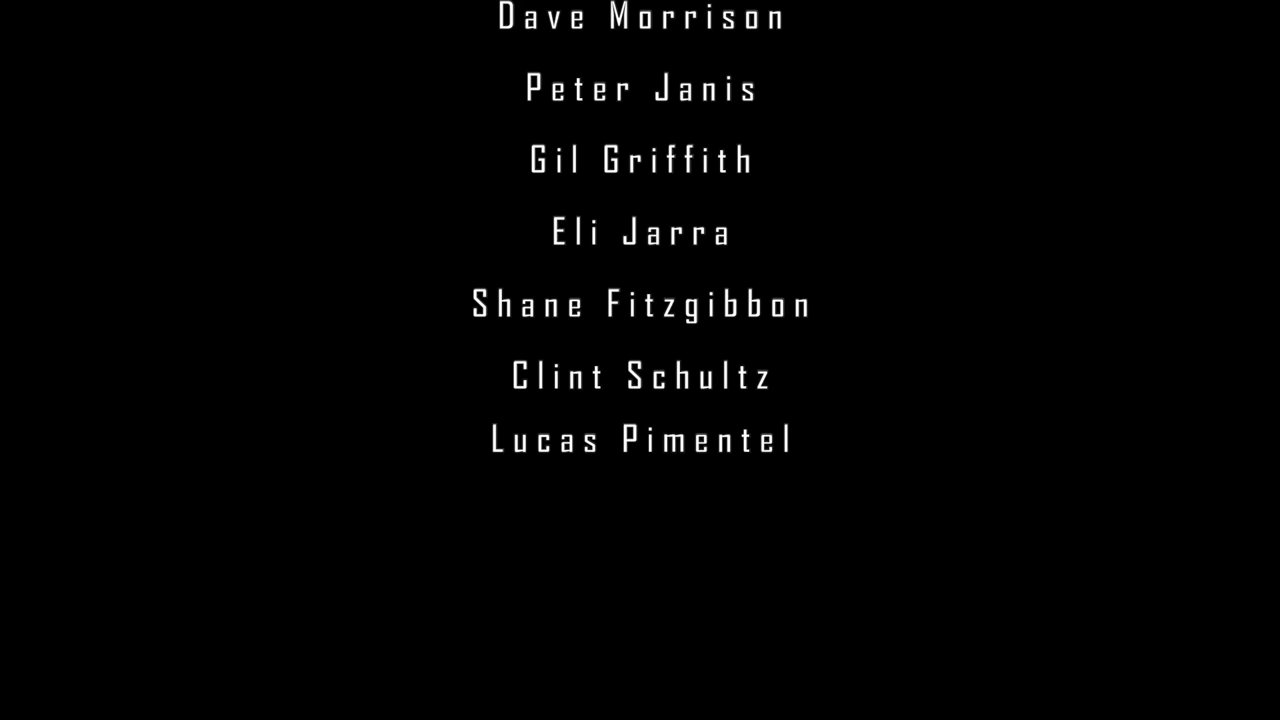 Dave Morrison
Peter Janis
Gil Griffith
Eli Jarra
Shane Fitzgibbon
Clint Schultz
Lucas Pimentel